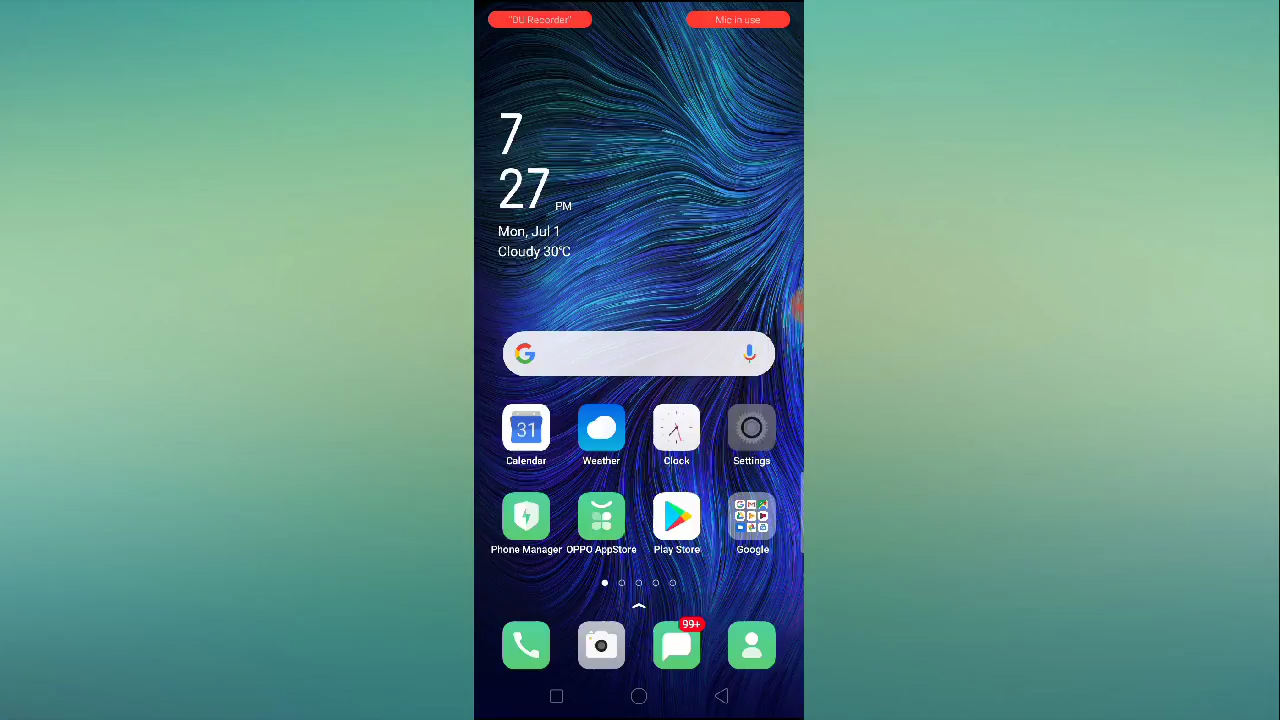 "DU Recorder" Mic in use
7
27 PM
Mon, Jul 1
Cloudy 30°C
G
31
Calendar Weather Clock Settings
Phone Manager OPPO AppStore Play Store Google
99+